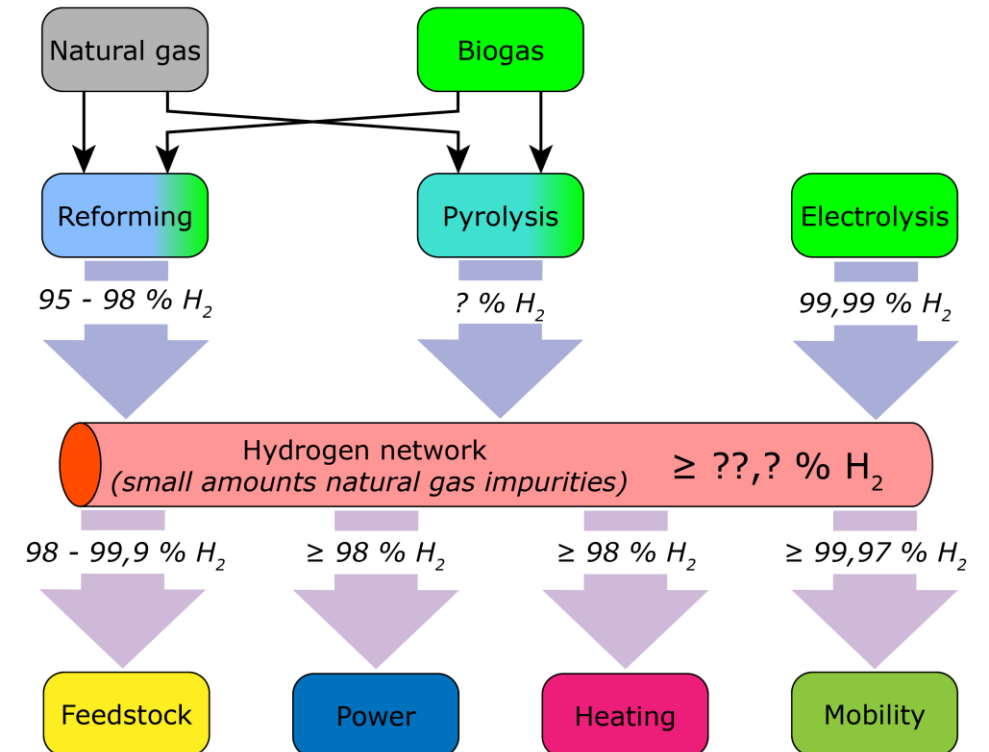 Natural gas
Biogas
Reforming
Pyrolysis
Electrolysis
95 - 98 % H₂
? % H₂
99,99 % H₂
Hydrogen network
(small amounts natural gas impurities)
≥ ??,? % H₂
98 - 99,9 % H₂
≥ 98 % H₂
≥ 98 % H₂
≥ 99,97 % H₂
Feedstock
Power
Heating
Mobility